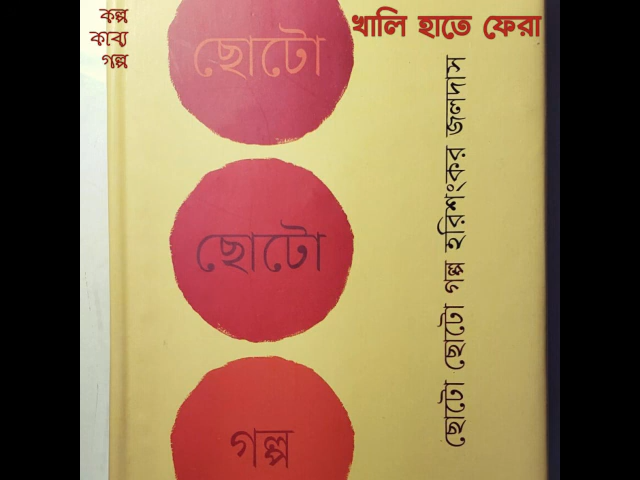 কল্প
কাব্য
গল্প
খালি হাতে ফেরা
ছোটো
ছোটো
গল্প
ছোটো ছোটো গল্প হরিশংকর জলদাস